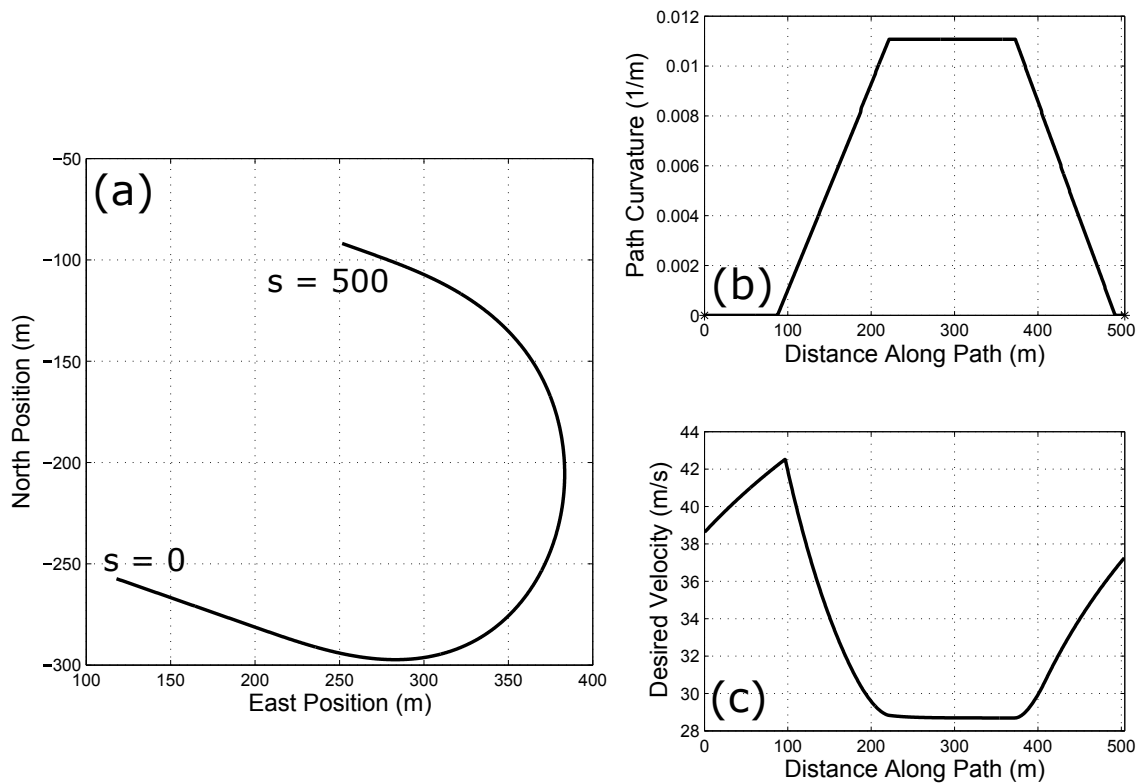 (a)
−50
−100
−150
−200
−250
−300
North Position (m)
100 150 200 250 300 350 400
East Position (m)
s = 500
s = 0
(b)
0.012
0.01
0.008
0.006
0.004
0.002
0
Path Curvature (1/m)
0 100 200 300 400 500
Distance Along Path (m)
(c)
44
42
40
38
36
34
32
30
28
Desired Velocity (m/s)
0 100 200 300 400 500
Distance Along Path (m)